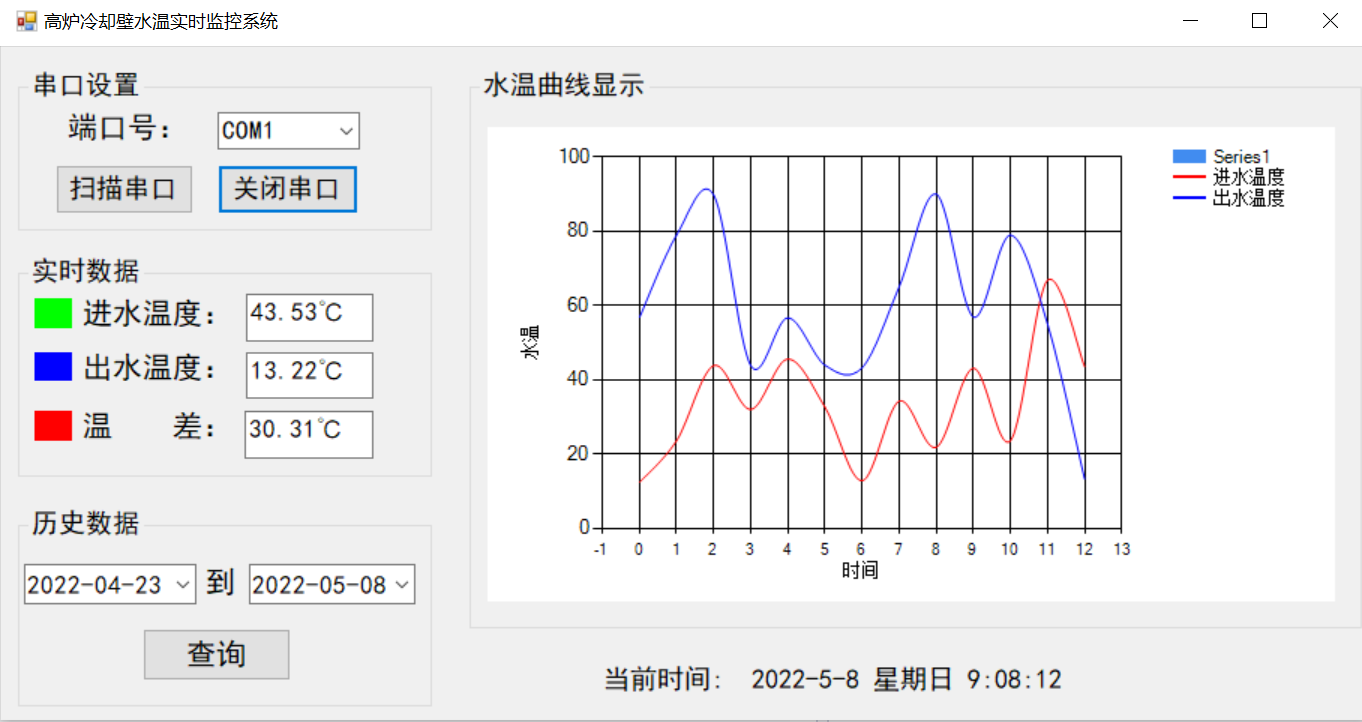 高炉冷却壁水温实时监控系统
串口设置
端口号： COM1
扫描串口 关闭串口
实时数据
进水温度： 43.53℃
出水温度： 13.22℃
温 差： 30.31℃
历史数据
2022-04-23 到 2022-05-08
查询
水温曲线显示
Series1
进水温度
出水温度
100
80
60
40
20
0
水温
-1 0 1 2 3 4 5 6 7 8 9 10 11 12 13
时间
当前时间： 2022-5-8 星期日 9:08:12